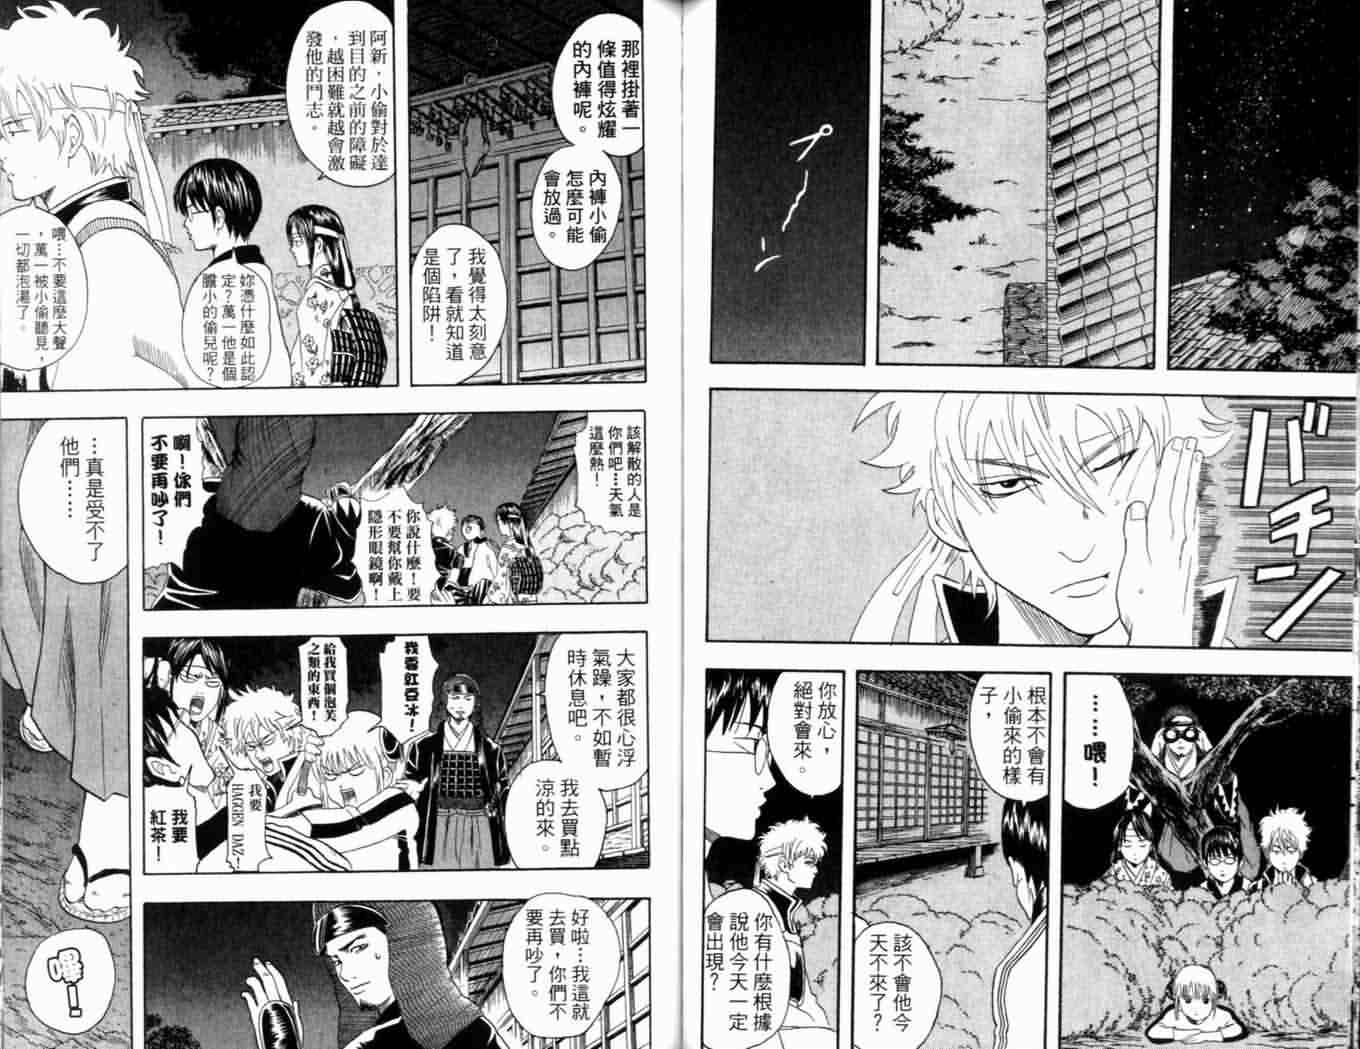 バチン
……喂！
根本不會有
小偷來的樣
子，
該不會他今
天不來了？
你放心，
絕對會來。
你有什麼根據
說他今天一定
會出現？
那裡掛著一
條值得炫耀
的內褲呢。
內褲小偷
怎麼可能
會放過。
我覺得太刻意
了，看就知道
是個陷阱！
阿新，小偷對於達
到目的之前的障礙
，越困難就越會激
發他的鬥志。
妳憑什麼如此認
定？萬一他是個
膽小的偷兒呢？
喂…不要這麼大聲
，萬一被小偷聽見，
一切都泡湯了。
該解散的人是
你們吧…天氣
這麼熱！
你說什麼！要
不要幫你戴上
隱形眼鏡啊！
啊！你們
不要再吵了！
…真是受不了
他們……
大家都很心浮
氣躁，不如暫
時休息吧。
我去買點
涼的來。
我要紅豆冰！
給我買個泡芙
之類的東西！
我要
HAGGEN DAZ！
我要
紅茶！
好啦…我這就
去買，你們不
要再吵了。
嗶！